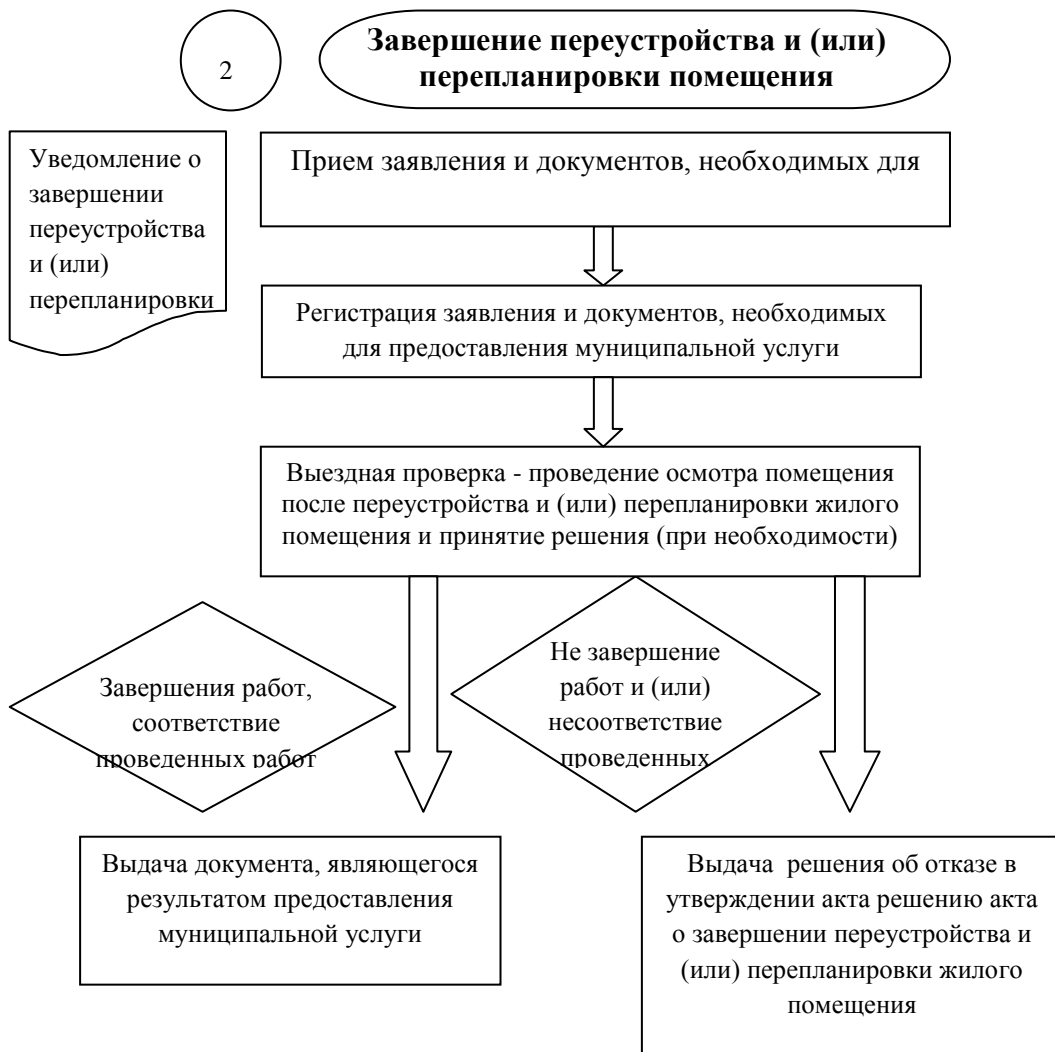 2
Завершение переустройства и (или)
перепланировки помещения
Уведомление о
завершении
переустройства
и (или)
перепланировки
Прием заявления и документов, необходимых для
Регистрация заявления и документов, необходимых
для предоставления муниципальной услуги
Выездная проверка - проведение осмотра помещения
после переустройства и (или) перепланировки жилого
помещения и принятие решения (при необходимости)
Завершения работ,
соответствие
проведенных работ
Не завершение
работ и (или)
несоответствие
проведенных
Выдача документа, являющегося
результатом предоставления
муниципальной услуги
Выдача  решения об отказе в
утверждении акта решению акта
о завершении переустройства и
(или) перепланировки жилого
помещения